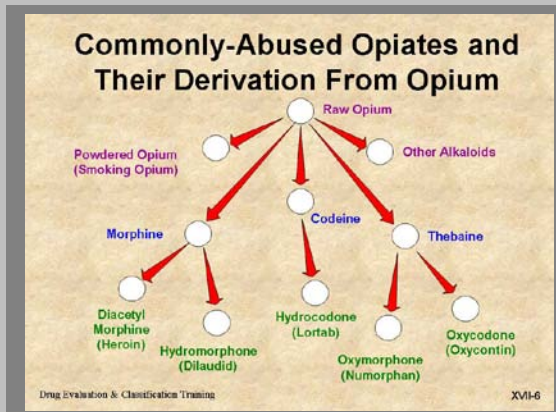 Commonly-Abused Opiates and
Their Derivation From Opium
Raw Opium
Powdered Opium
(Smoking Opium)
Other Alkaloids
Morphine
Codeine
Thebaine
Diacetyl
Morphine
(Heroin)
Hydromorphone
(Dilaudid)
Hydrocodone
(Lortab)
Oxymorphone
(Numorphan)
Oxycodone
(Oxycontin)
Drug Evaluation & Classification Training
XVII-6